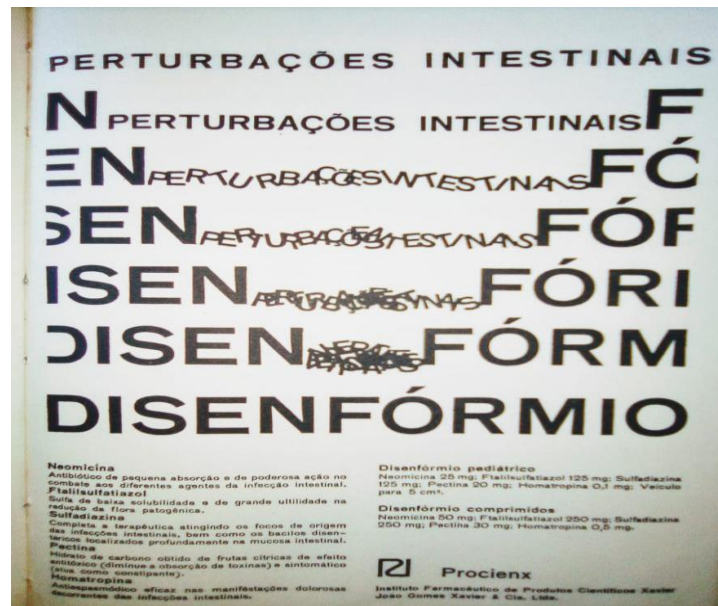 PERTURBAÇÕES INTESTINAIS
N PERTURBAÇÕES INTESTINAIS F
EN PERTURBAÇÕES INTESTINAIS FÓ
SEN PERTURBAÇÕES INTESTINAIS FÓR
ISEN PERTURBAÇÕES INTESTINAIS FÓRI
DISEN FÓRM
DISENFÓRMIO
Neomicina
Antibiótico de pequena absorção e de poderosa ação no
combate aos diferentes agentes da infecção intestinal.
Ftalilsulfatiazol
Sulfa de baixa solubilidade e de grande ultilidade na
redução da flora patogênica.
Sulfadiazina
Completa a terapêutica atingindo os focos de origem
das infecções intestinais, bem como os bacilos disen-
téricos localizados profundamente na mucosa intestinal.
Pectina
Hidrato de carbono obtido de frutas cítricas de efeito
antitóxico (diminue a absorção de toxinas) e sintomático
(atua como constipante).
Homatropina
Antiespasmódico eficaz nas manifestações dolorosas
decorrentes das infecções intestinais.
Disenfórmio pediátrico
Neomicina 25 mg; Ftalilsulfatiazol 125 mg; Sulfadiazina
125 mg; Pectina 20 mg; Homatropina 0,1 mg; Veículo
para 5 cm³.
Disenfórmio comprimidos
Neomicina 50 mg; Ftalilsulfatiazol 250 mg; Sulfadiazina
250 mg; Pectina 30 mg; Homatropina 0,5 mg.
Procienx
Instituto Farmacêutico de Produtos Científicos Xavier
João Gomes Xavier & Cia. Ltda.